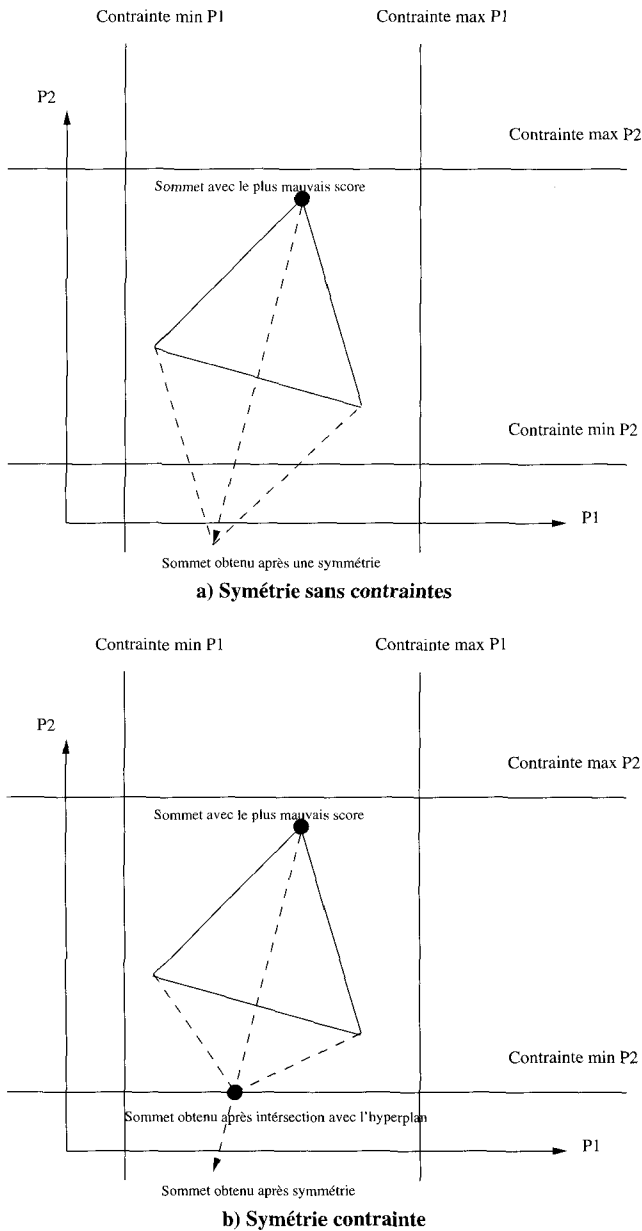 Contrainte min P1
Contrainte max P1
P2
Contrainte max P2
Sommet avec le plus mauvais score
Contrainte min P2
P1
Sommet obtenu après une symmétrie
a) Symétrie sans contraintes
Contrainte min P1
Contrainte max P1
P2
Contrainte max P2
Sommet avec le plus mauvais score
Contrainte min P2
Sommet obtenu après intérsection avec l'hyperplan
P1
Sommet obtenu après symmétrie
b) Symétrie contrainte